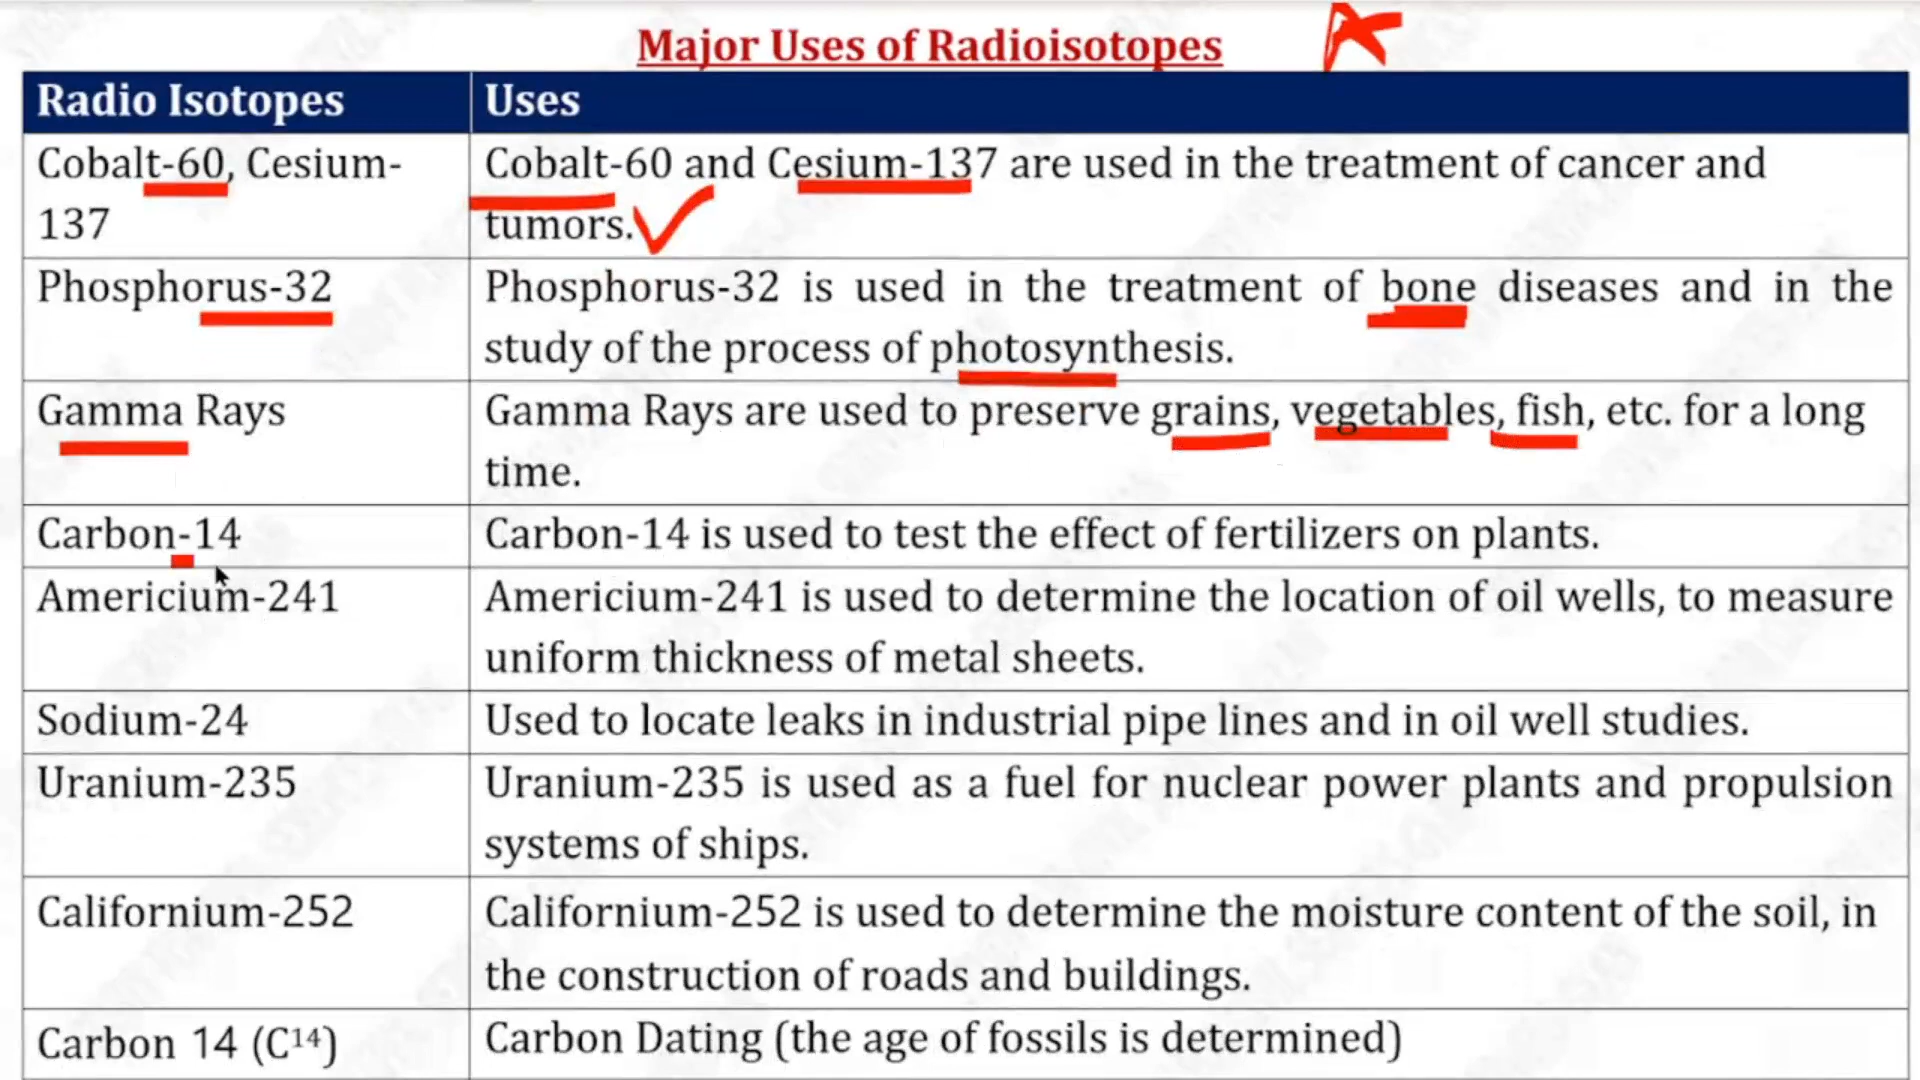 Major Uses of Radioisotopes
Radio Isotopes
Uses
Cobalt-60, Cesium-
137
Cobalt-60 and Cesium-137 are used in the treatment of cancer and
tumors.
Phosphorus-32
Phosphorus-32 is used in the treatment of bone diseases and in the
study of the process of photosynthesis.
Gamma Rays
Gamma Rays are used to preserve grains, vegetables, fish, etc. for a long
time.
Carbon-14
Carbon-14 is used to test the effect of fertilizers on plants.
Americium-241
Americium-241 is used to determine the location of oil wells, to measure
uniform thickness of metal sheets.
Sodium-24
Used to locate leaks in industrial pipe lines and in oil well studies.
Uranium-235
Uranium-235 is used as a fuel for nuclear power plants and propulsion
systems of ships.
Californium-252
Californium-252 is used to determine the moisture content of the soil, in
the construction of roads and buildings.
Carbon 14 (C¹⁴)
Carbon Dating (the age of fossils is determined)